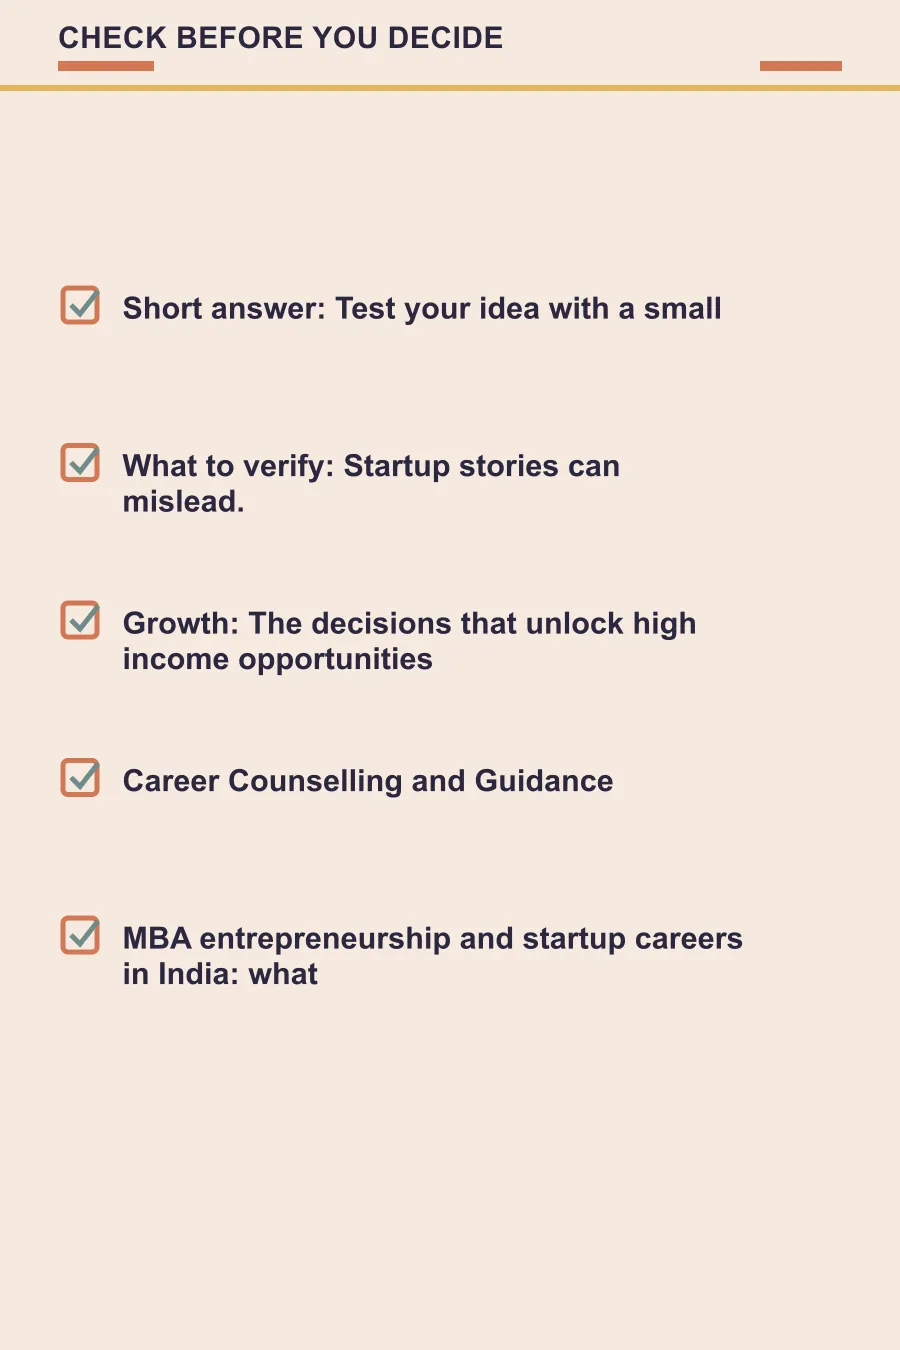 CHECK BEFORE YOU DECIDE
Short answer: Test your idea with a small
What to verify: Startup stories can
mislead.
Growth: The decisions that unlock high
income opportunities
Career Counselling and Guidance
MBA entrepreneurship and startup careers
in India: what